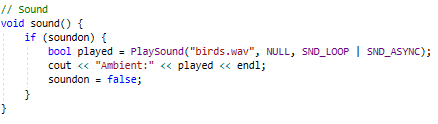 // Sound
void sound() {
    if (soundon) {
        bool played = PlaySound("birds.wav", NULL, SND_LOOP | SND_ASYNC);
        cout << "Ambient:" << played << endl;
        soundon = false;
    }
}